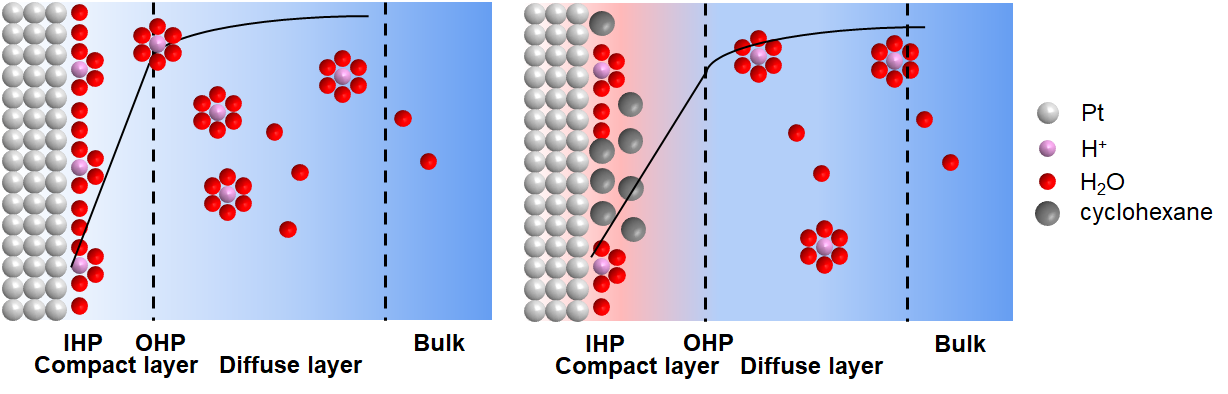 Pt
H⁺
H₂O
cyclohexane
IHP OHP
Compact layer Diffuse layer Bulk
IHP OHP
Compact layer Diffuse layer Bulk